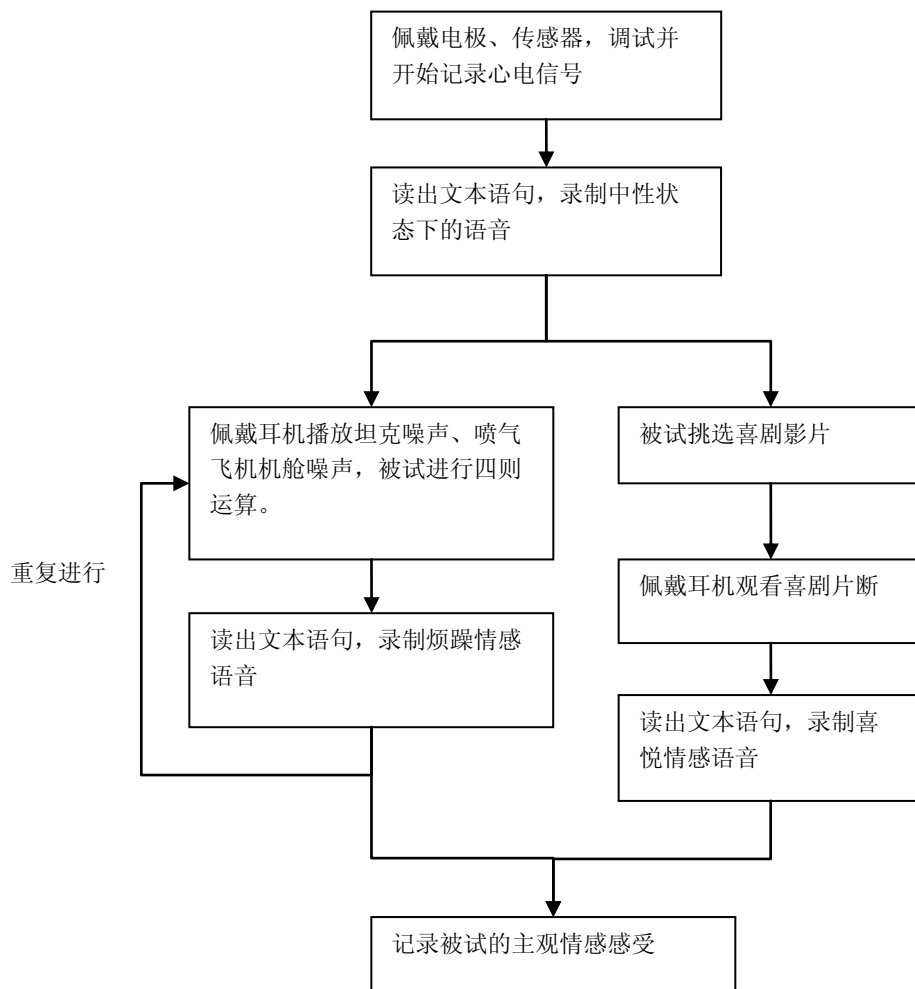 佩戴电极、传感器，调试并
开始记录心电信号
读出文本语句，录制中性状
态下的语音
佩戴耳机播放坦克噪声、喷气
飞机机舱噪声，被试进行四则
运算。
重复进行
读出文本语句，录制烦躁情感
语音
被试挑选喜剧影片
佩戴耳机观看喜剧片断
读出文本语句，录制喜
悦情感语音
记录被试的主观情感感受